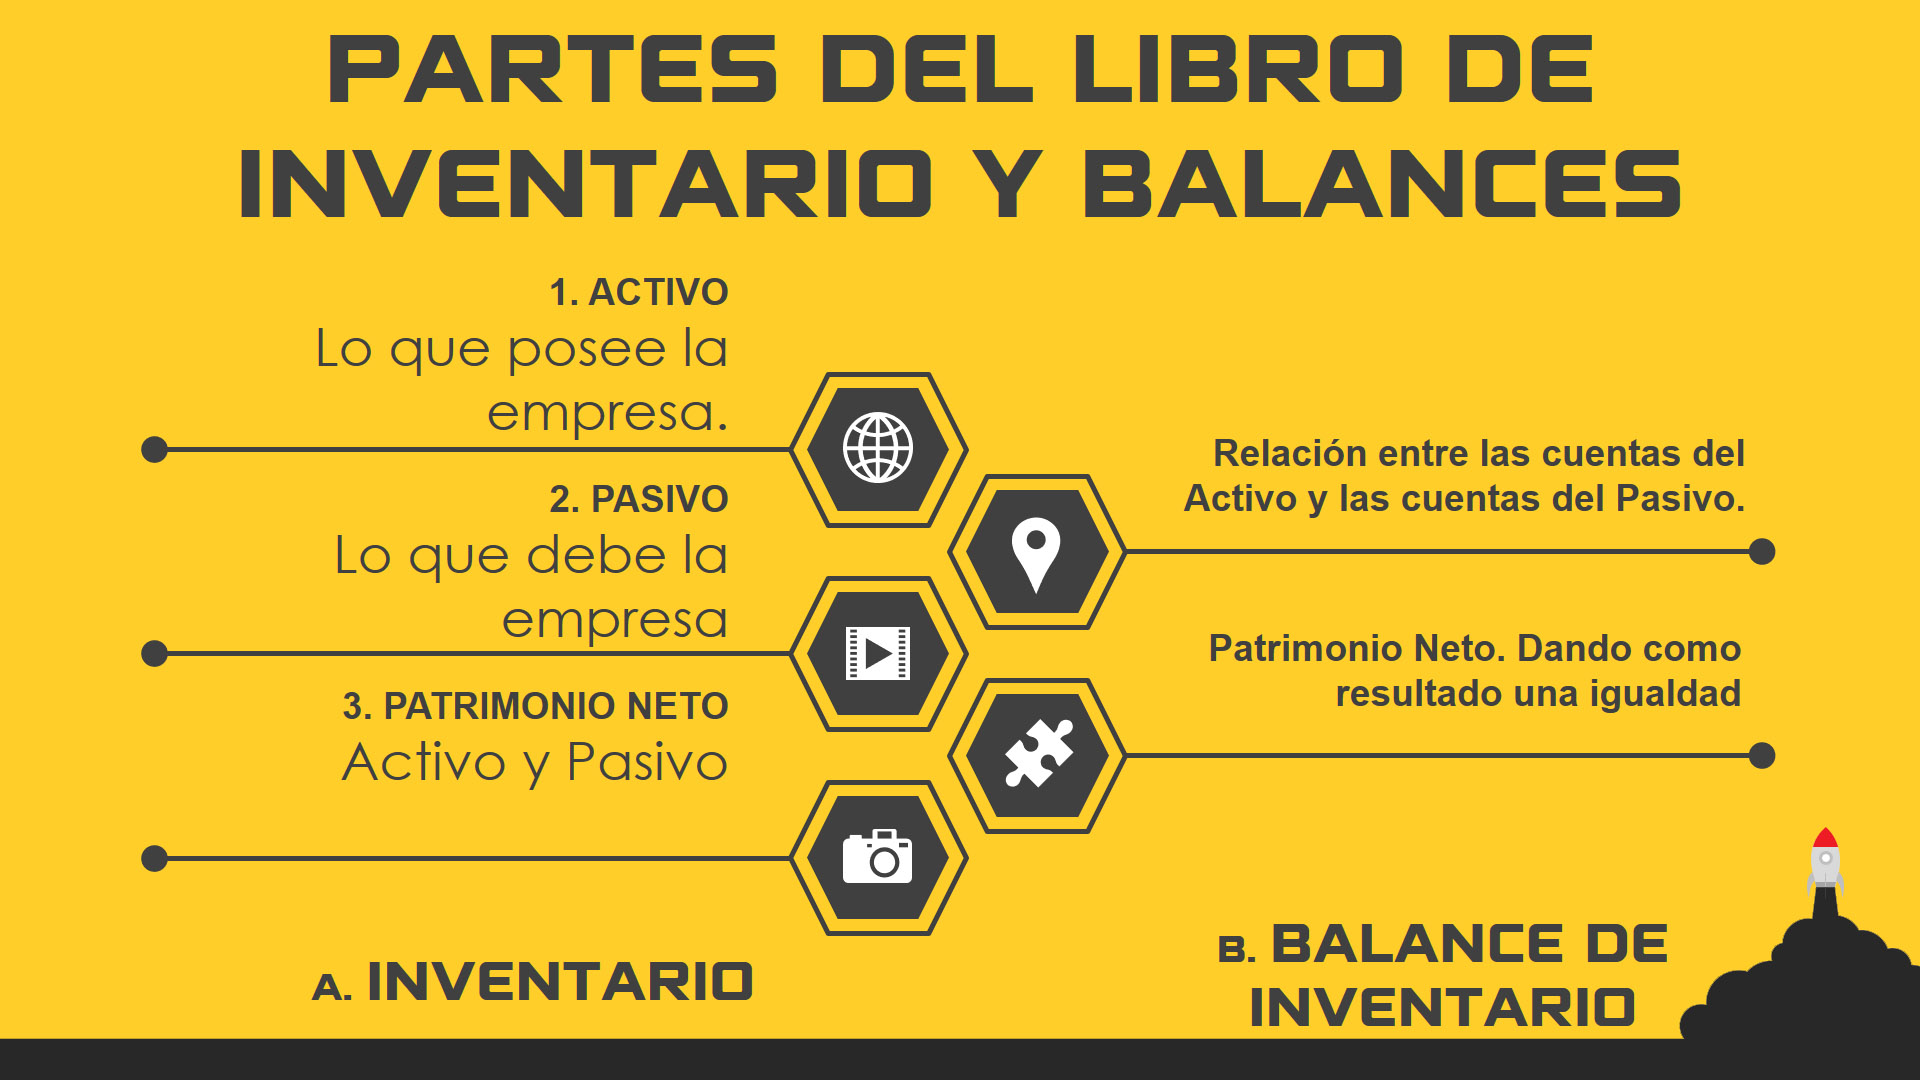 PARTES DEL LIBRO DE
INVENTARIO Y BALANCES
1. ACTIVO
Lo que posee la
empresa.
2. PASIVO
Lo que debe la
empresa
3. PATRIMONIO NETO
Activo y Pasivo
A. INVENTARIO
Relación entre las cuentas del
Activo y las cuentas del Pasivo.
Patrimonio Neto. Dando como
resultado una igualdad
B. BALANCE DE
INVENTARIO